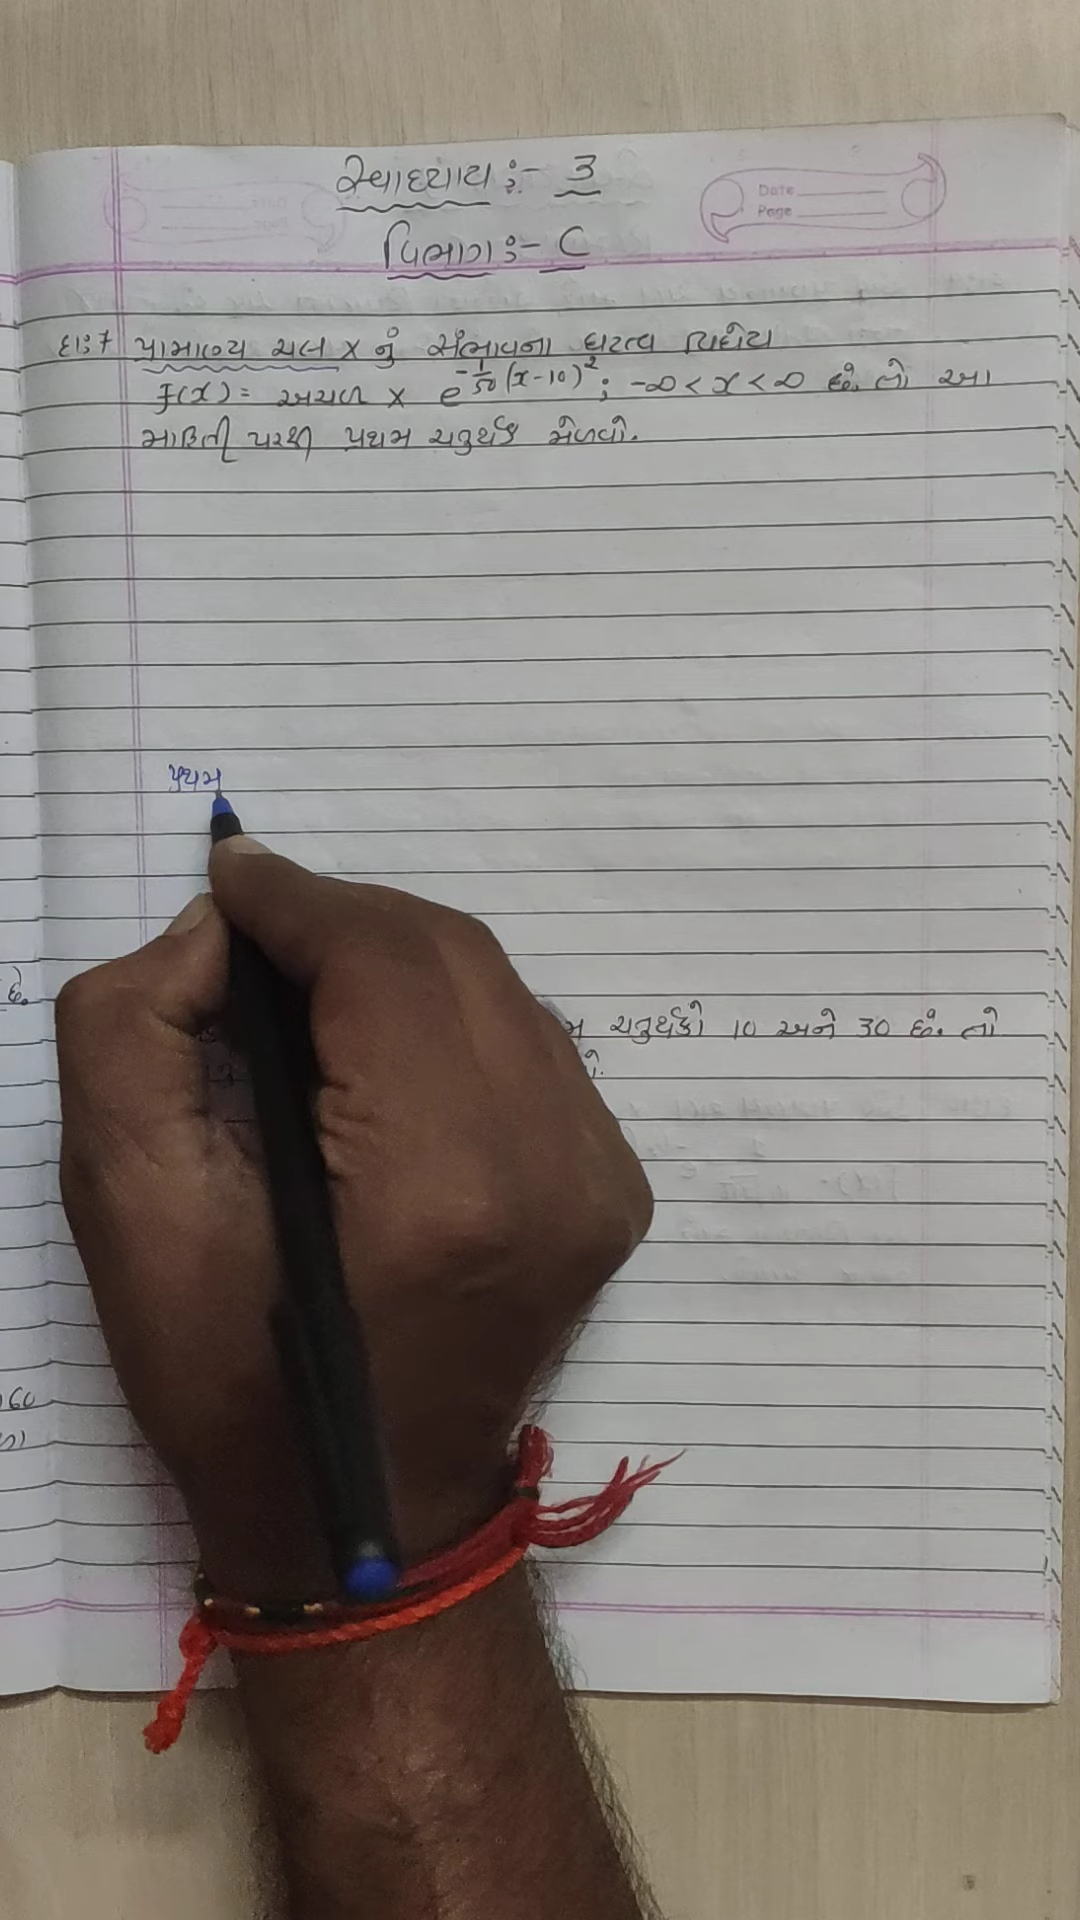 સ્વાધ્યાય :- 3
વિભાગ :- C
Date
Page
દા:7 પ્રામાણ્ય ચલ X નું સંભાવના ઘટત્વ વિધેય
f(x) = અચળ × e^{-1/50 (x-10)^2} ; -∞ < x < ∞ છે. તો આ
માહિતી પરથી પ્રથમ ચતુર્થક મેળવો.
પ્રથમ
છે.
ચતુર્થકો 10 અને 30 છે. તો
60